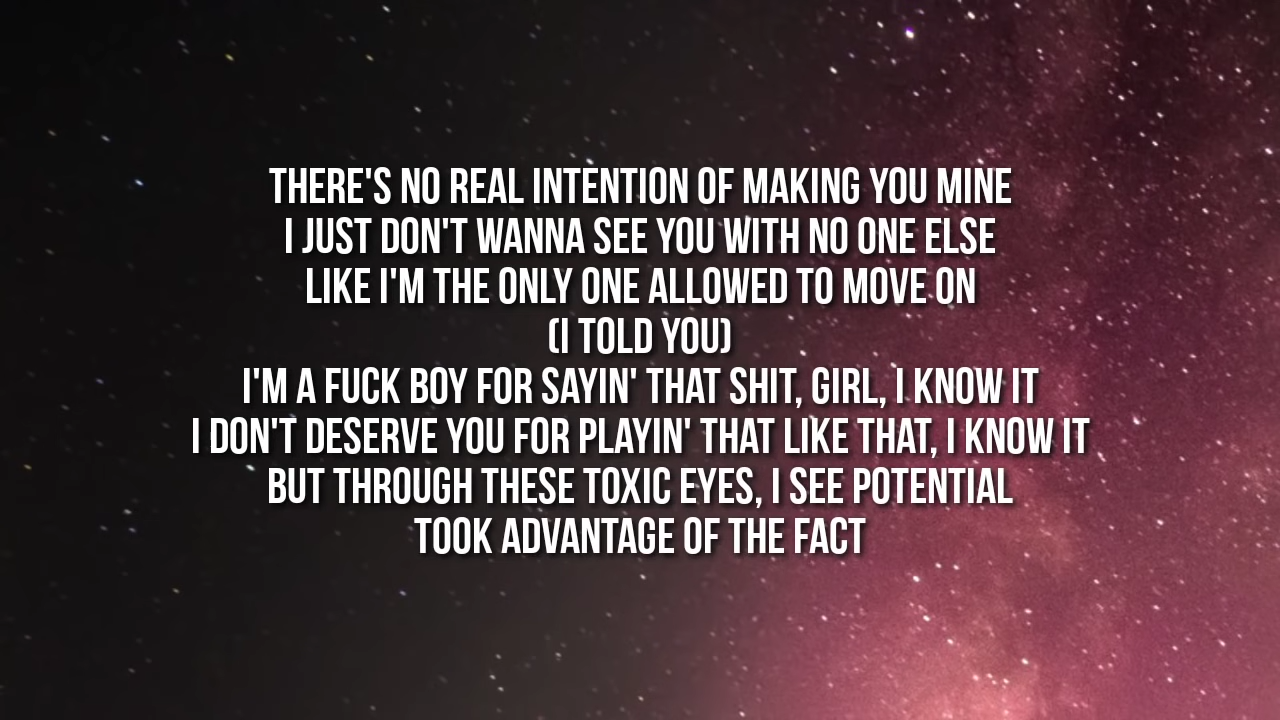 THERE'S NO REAL INTENTION OF MAKING YOU MINE
I JUST DON'T WANNA SEE YOU WITH NO ONE ELSE
LIKE I'M THE ONLY ONE ALLOWED TO MOVE ON
(I TOLD YOU)
I'M A FUCK BOY FOR SAYIN' THAT SHIT, GIRL, I KNOW IT
I DON'T DESERVE YOU FOR PLAYIN' THAT LIKE THAT, I KNOW IT
BUT THROUGH THESE TOXIC EYES, I SEE POTENTIAL
TOOK ADVANTAGE OF THE FACT